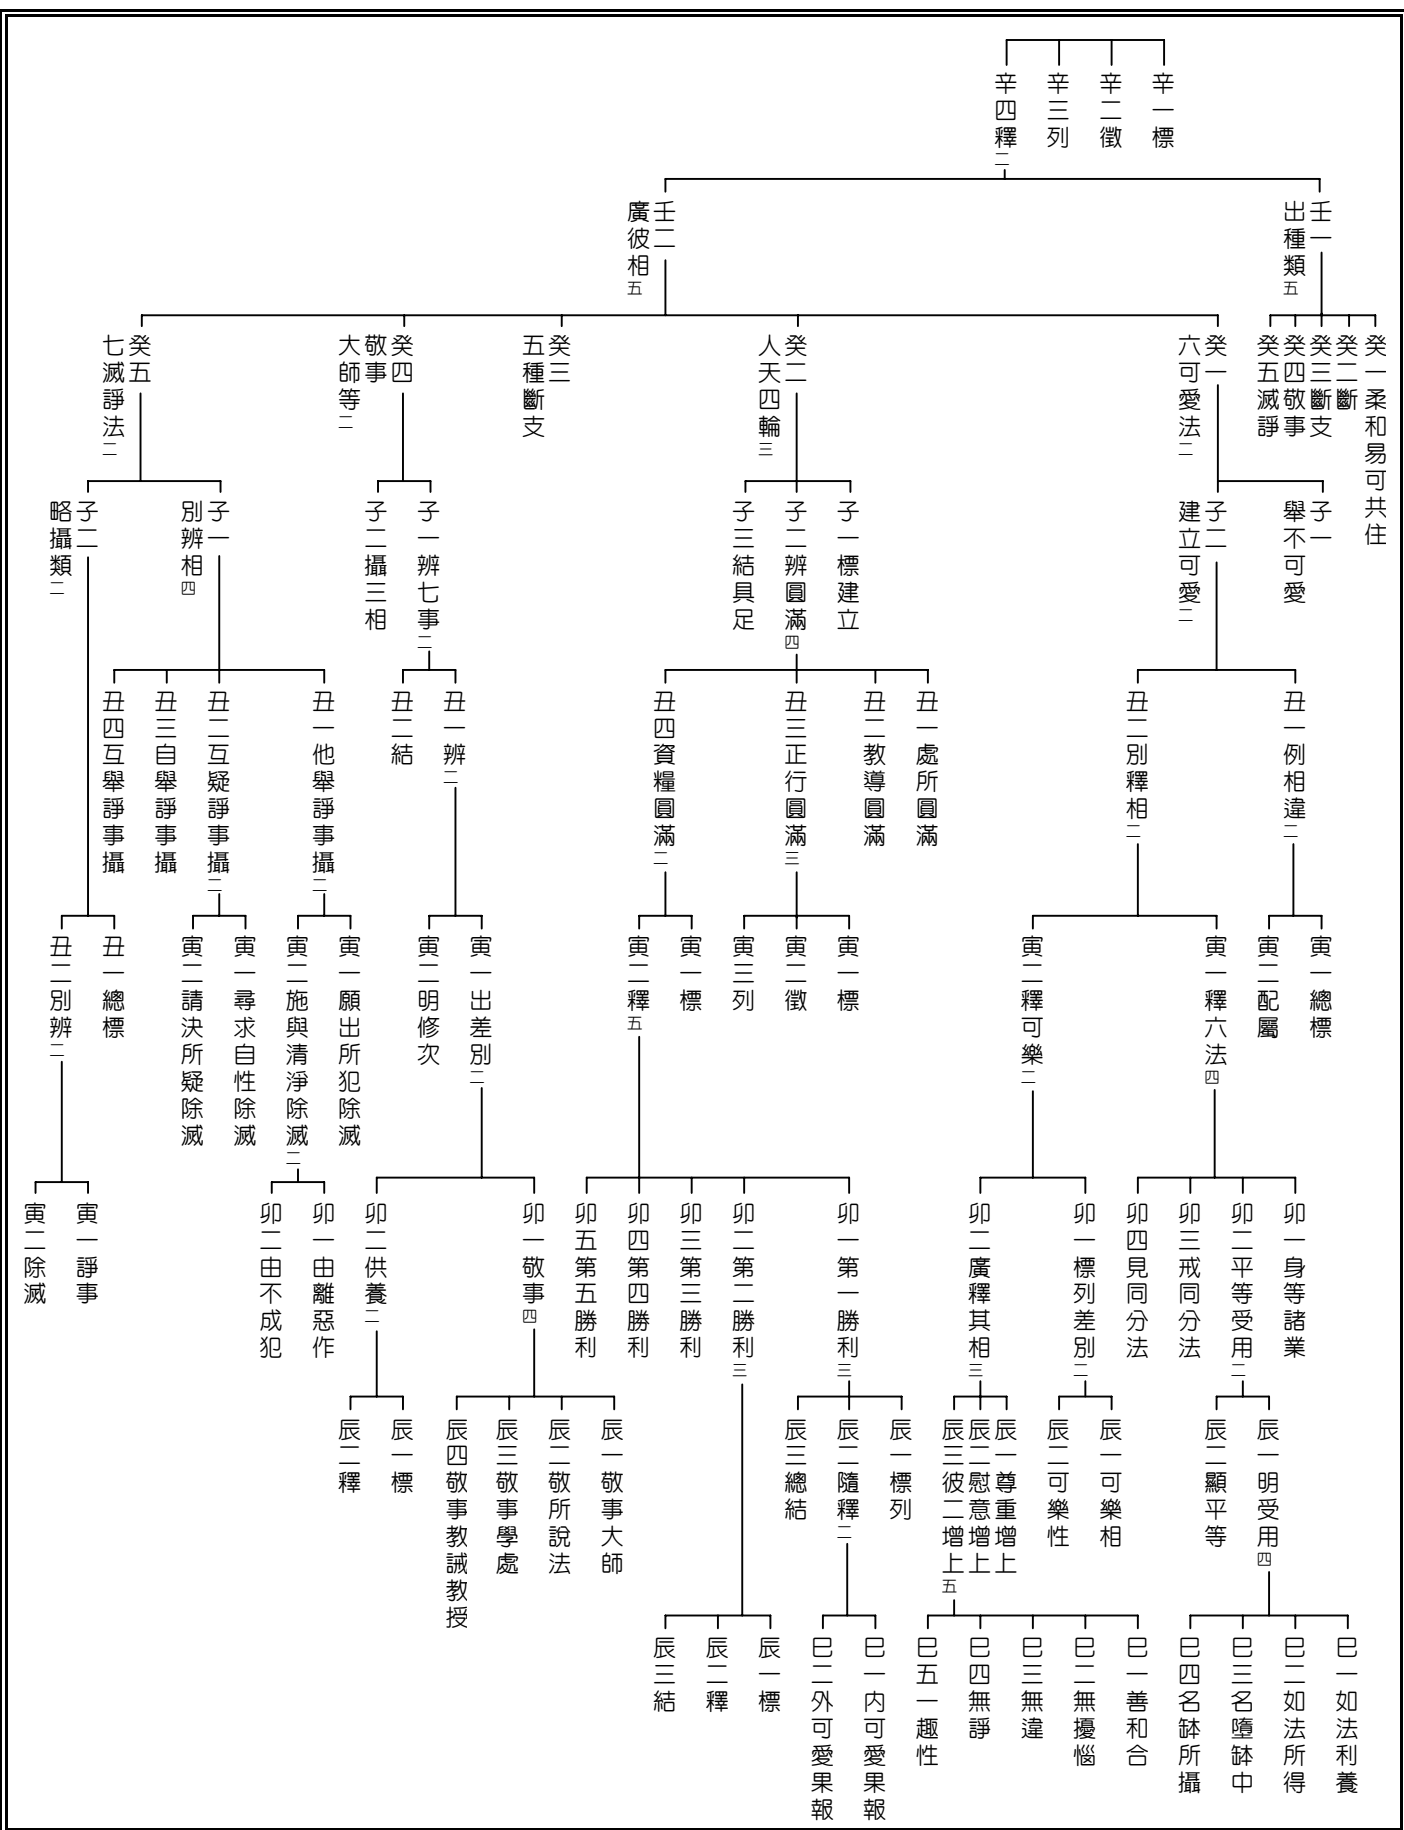 辛一標
辛二徵
辛三列
辛四釋二
壬一
出種類五
壬二
廣彼相五
癸一柔和易可共住
癸二斷
癸三斷支
癸四敬事
癸五滅諍
癸一
六可愛法二
癸二
人天四輪三
癸三
五種斷支
癸四
敬事
大師等二
癸五
七滅諍法二
子一
舉不可愛
子二
建立可愛二
子一標建立
子二辨圓滿四
子三結具足
子一辨七事二
子二攝三相
子一
別辨相四
子二
略攝類二
丑一例相違二
丑二別釋相二
丑一處所圓滿
丑二教導圓滿
丑三正行圓滿三
丑四資糧圓滿二
丑一辨二
丑二結
丑一他舉諍事攝二
丑二互疑諍事攝二
丑三自舉諍事攝
丑四互舉諍事攝
寅一總標
寅二配屬
寅一釋六法四
寅二釋可樂二
寅一標
寅二徵
寅三列
寅一標
寅二釋五
寅一出差別二
寅二明修次
寅一願出所犯除滅
寅二施與清淨除滅二
寅一尋求自性除滅
寅二請決所疑除滅
丑一總標
丑二別辨二
卯一身等諸業
卯二平等受用二
卯三戒同分法
卯四見同分法
卯一標列差別二
卯二廣釋其相三
卯一第一勝利三
卯二第二勝利三
卯三第三勝利
卯四第四勝利
卯五第五勝利
卯一敬事四
卯二供養二
卯一由離惡作
卯二由不成犯
寅一諍事
寅二除滅
辰一明受用四
辰二顯平等
辰一可樂相
辰二可樂性
辰一尊重增上
辰二慰意增上
辰三彼二增上五
辰一標列
辰二隨釋二
辰三總結
辰一敬事大師
辰二敬所說法
辰三敬事學處
辰四敬事教誡教授
辰一標
辰二釋
巳一如法利養
巳二如法所得
巳三名墮缽中
巳四名缽所攝
巳一善和合
巳二無擾惱
巳三無違
巳四無諍
巳五一趣性
巳一內可愛果報
巳二外可愛果報
辰一標
辰二釋
辰三結